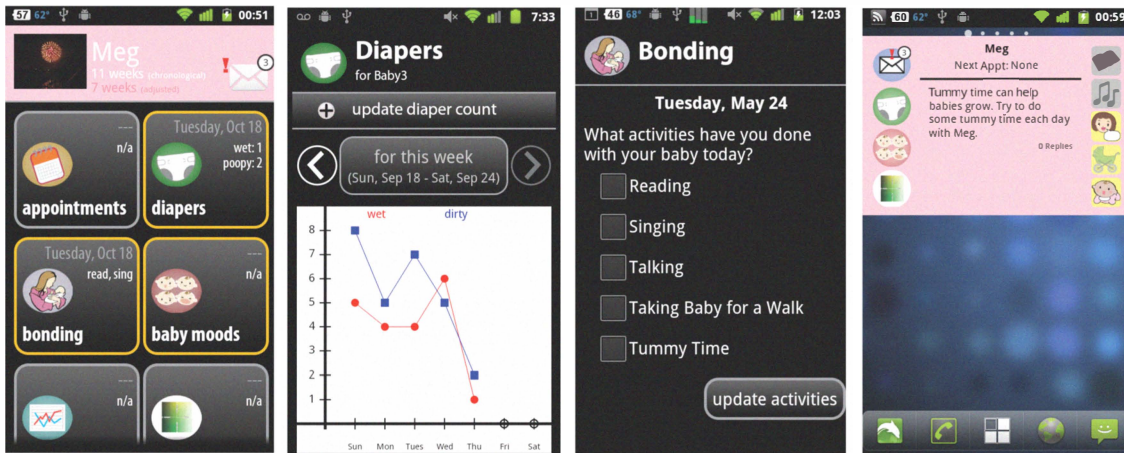 57 62° 00:51
Meg
11 weeks (chronological)
7 weeks (adjusted)
3
---
n/a
appointments
Tuesday, Oct 18
wet: 1
poopy: 2
diapers
Tuesday, Oct 18
read, sing
bonding
---
n/a
baby moods
---
n/a
---
n/a
7:33
Diapers
for Baby3
update diaper count
for this week
(Sun, Sep 18 - Sat, Sep 24)
wet dirty
8
7
6
5
4
3
2
1
Sun Mon Tues Wed Thu Fri Sat
1 46 68° 12:03
Bonding
Tuesday, May 24
What activities have you done
with your baby today?
Reading
Singing
Talking
Taking Baby for a Walk
Tummy Time
update activities
60 62° 00:59
3
Meg
Next Appt: None
Tummy time can help
babies grow. Try to do
some tummy time each day
with Meg.
0 Replies